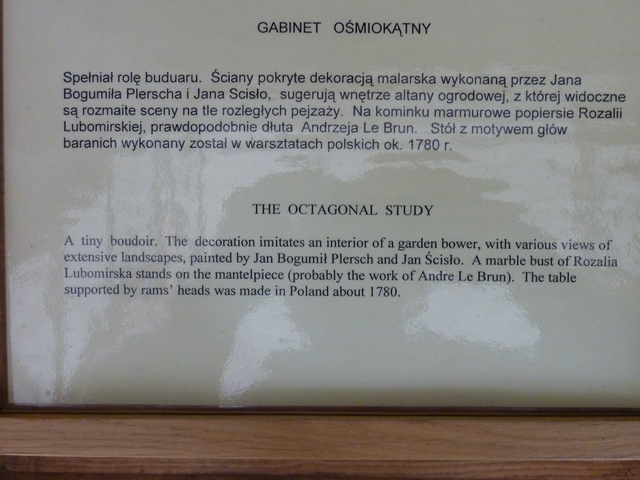 GABINET OŚMIOKĄTNY
Spełniał rolę buduaru. Ściany pokryte dekoracją malarska wykonaną przez Jana
Bogumiła Plerscha i Jana Scisło, sugerują wnętrze altany ogrodowej, z której widoczne
są rozmaite sceny na tle rozległych pejzaży. Na kominku marmurowe popiersie Rozalii
Lubomirskiej, prawdopodobnie dłuta Andrzeja Le Brun. Stół z motywem głów
baranich wykonany został w warsztatach polskich ok. 1780 r.
THE OCTAGONAL STUDY
A tiny boudoir. The decoration imitates an interior of a garden bower, with various views of
extensive landscapes, painted by Jan Bogumił Plersch and Jan Ścisło. A marble bust of Rozalia
Lubomirska stands on the mantelpiece (probably the work of Andre Le Brun). The table
supported by rams' heads was made in Poland about 1780.